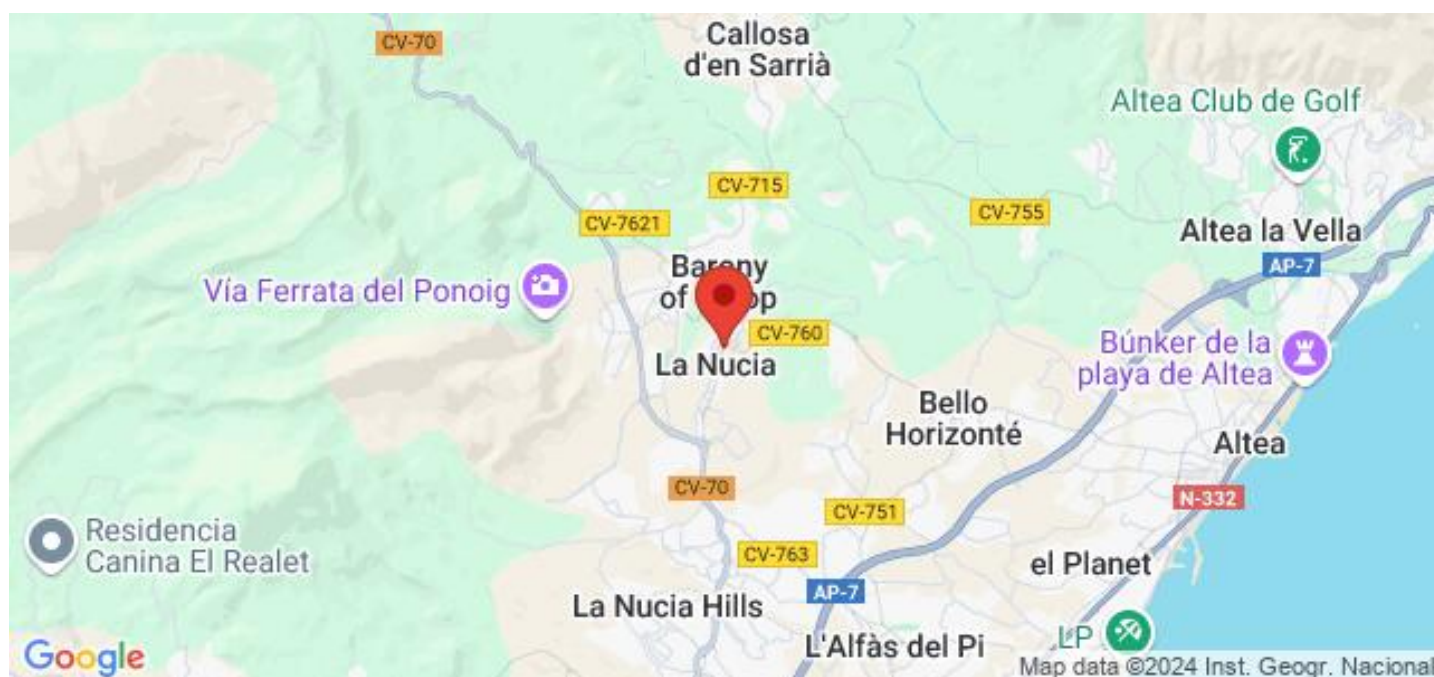 CV-70
Callosa
d'en Sarrià
Altea Club de Golf
CV-715
CV-7621
CV-755
Altea la Vella
AP-7
Barony
of
Vía Ferrata del Ponoig
CV-760
La Nucia
Búnker de la
playa de Altea
Bello
Horizonté
Altea
CV-70
N-332
CV-751
Residencia
Canina El Realet
CV-763
el Planet
AP-7
La Nucia Hills
L'Alfàs del Pi
LP
Google
Map data ©2024 Inst. Geogr. Nacional